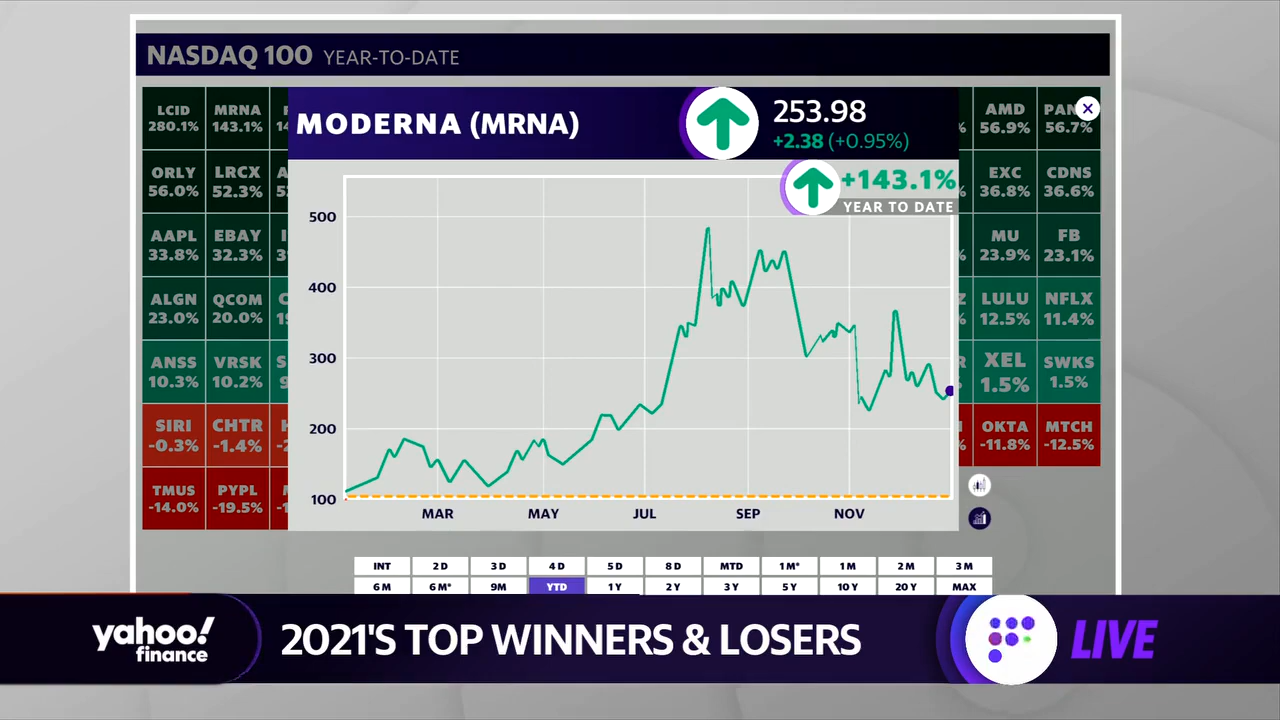 NASDAQ 100 YEAR-TO-DATE
LCID MRNA AMD
280.1% 143.1% 56.9% 56.7%
MODERNA (MRNA)
253.98
+2.38 (+0.95%)
+143.1%
YEAR TO DATE
ORLY LRCX EXC CDNS
56.0% 52.3% 36.8% 36.6%
AAPL EBAY MU FB
33.8% 32.3% 23.9% 23.1%
ALGN QCOM LULU NFLX
23.0% 20.0% 12.5% 11.4%
ANSS VRSK XEL SWKS
10.3% 10.2% 1.5% 1.5%
SIRI CHTR OKTA MTCH
-0.3% -1.4% -11.8% -12.5%
TMUS PYPL
-14.0% -19.5%
500
400
300
200
100
MAR MAY JUL SEP NOV
INT 2 D 3 D 4 D 5 D 8 D MTD 1 M* 1 M 2 M 3 M
6 M 6 M* 9M YTD 1 Y 2 Y 3 Y 5 Y 10 Y 20 Y MAX
yahoo!
finance
2021'S TOP WINNERS & LOSERS
LIVE